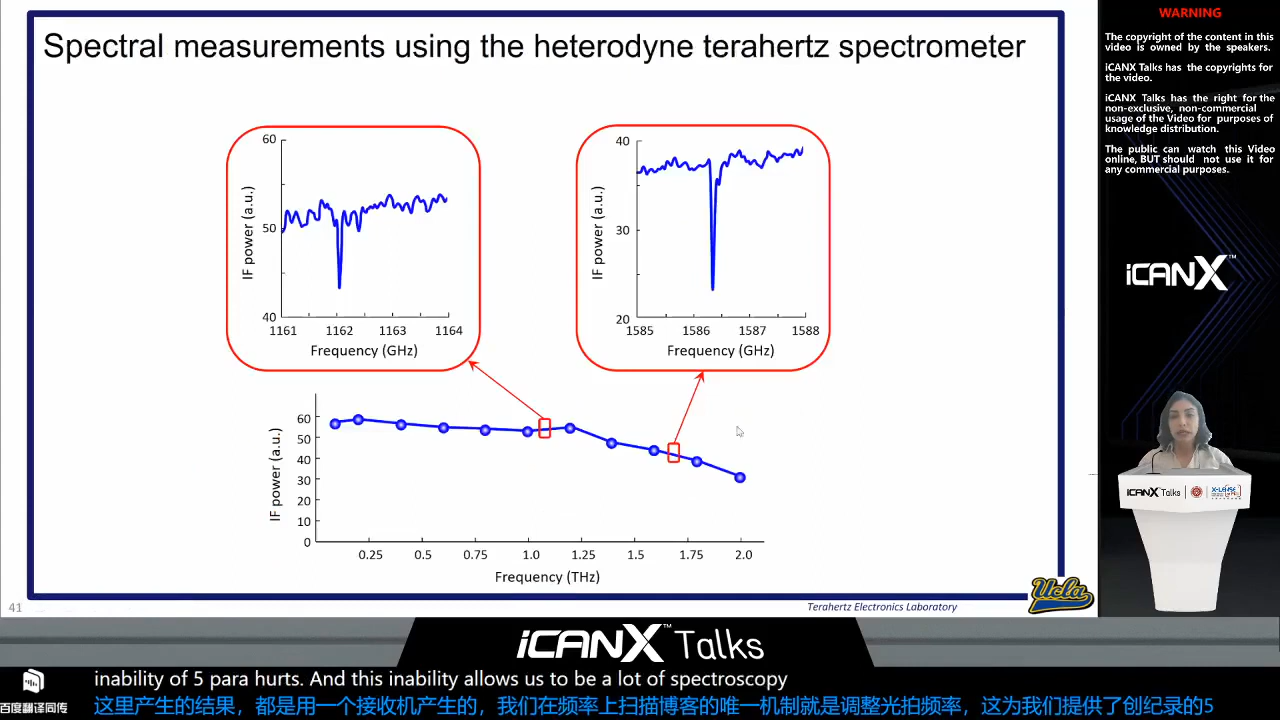 Spectral measurements using the heterodyne terahertz spectrometer
60
50
40
IF power (a.u.)
1161
1162
1163
1164
Frequency (GHz)
40
30
20
IF power (a.u.)
1585
1586
1587
1588
Frequency (GHz)
60
50
40
30
20
10
0
IF power (a.u.)
0.25
0.5
0.75
1.0
1.25
1.5
1.75
2.0
Frequency (THz)
41
Terahertz Electronics Laboratory
Ucla
WARNING
The copyright of the content in this
video is owned by the speakers.
iCANX Talks has the copyrights for
the video.
iCANX Talks has the right for the
non-exclusive, non-commercial
usage of the Video for purposes of
knowledge distribution.
The public can watch this Video
online, BUT should not use it for
any commercial purposes.
iCANX™
iCANX Talks
X-LENSE
iCANX™ Talks
inability of 5 para hurts. And this inability allows us to be a lot of spectroscopy
这里产生的结果，都是用一个接收机产生的，我们在频率上扫描博客的唯一机制就是调整光拍频率，这为我们提供了创纪录的5
百度翻译同传